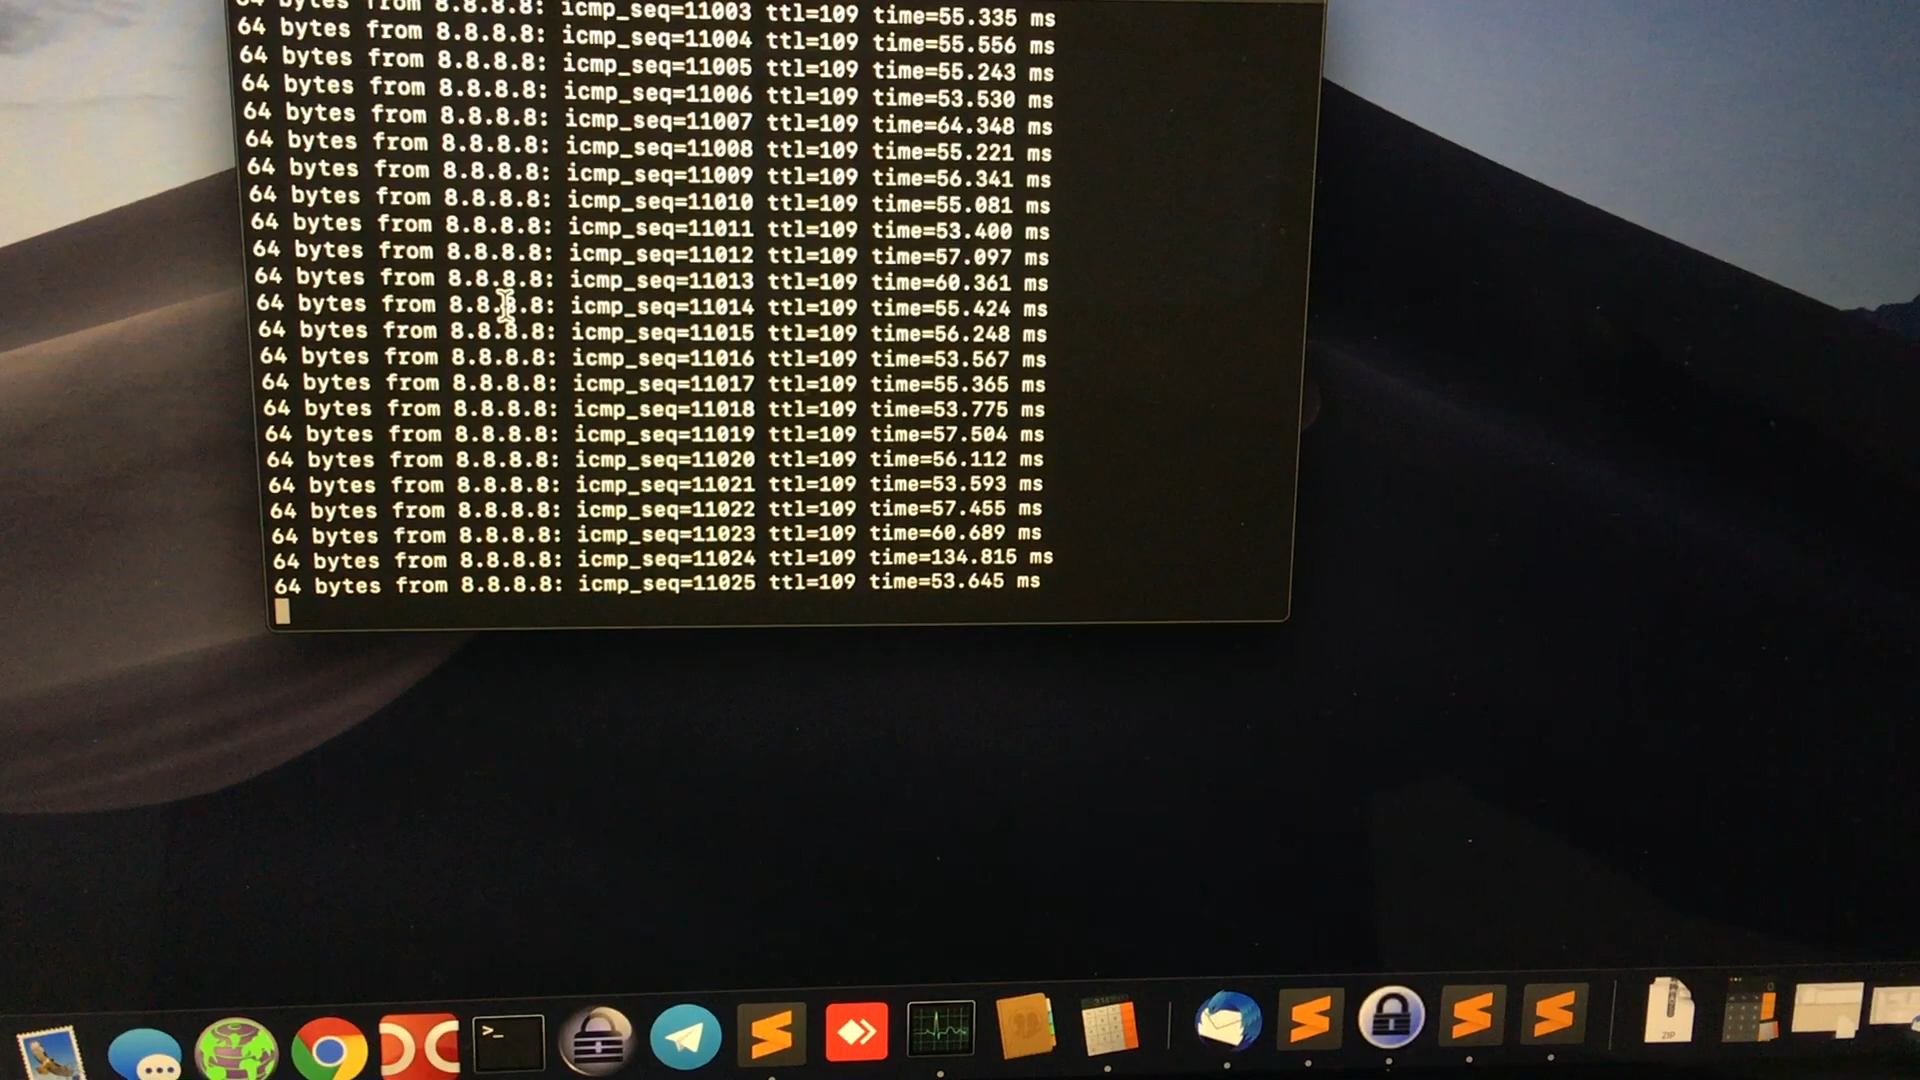 64 bytes from 8.8.8.8: icmp_seq=11003 ttl=109 time=55.335 ms
64 bytes from 8.8.8.8: icmp_seq=11004 ttl=109 time=55.556 ms
64 bytes from 8.8.8.8: icmp_seq=11005 ttl=109 time=55.243 ms
64 bytes from 8.8.8.8: icmp_seq=11006 ttl=109 time=53.530 ms
64 bytes from 8.8.8.8: icmp_seq=11007 ttl=109 time=64.348 ms
64 bytes from 8.8.8.8: icmp_seq=11008 ttl=109 time=55.221 ms
64 bytes from 8.8.8.8: icmp_seq=11009 ttl=109 time=56.341 ms
64 bytes from 8.8.8.8: icmp_seq=11010 ttl=109 time=55.081 ms
64 bytes from 8.8.8.8: icmp_seq=11011 ttl=109 time=53.400 ms
64 bytes from 8.8.8.8: icmp_seq=11012 ttl=109 time=57.097 ms
64 bytes from 8.8.8.8: icmp_seq=11013 ttl=109 time=60.361 ms
64 bytes from 8.8.8.8: icmp_seq=11014 ttl=109 time=55.424 ms
64 bytes from 8.8.8.8: icmp_seq=11015 ttl=109 time=56.248 ms
64 bytes from 8.8.8.8: icmp_seq=11016 ttl=109 time=53.567 ms
64 bytes from 8.8.8.8: icmp_seq=11017 ttl=109 time=55.365 ms
64 bytes from 8.8.8.8: icmp_seq=11018 ttl=109 time=53.775 ms
64 bytes from 8.8.8.8: icmp_seq=11019 ttl=109 time=57.504 ms
64 bytes from 8.8.8.8: icmp_seq=11020 ttl=109 time=56.112 ms
64 bytes from 8.8.8.8: icmp_seq=11021 ttl=109 time=53.593 ms
64 bytes from 8.8.8.8: icmp_seq=11022 ttl=109 time=57.455 ms
64 bytes from 8.8.8.8: icmp_seq=11023 ttl=109 time=60.689 ms
64 bytes from 8.8.8.8: icmp_seq=11024 ttl=109 time=134.815 ms
64 bytes from 8.8.8.8: icmp_seq=11025 ttl=109 time=53.645 ms
>_
ZIP